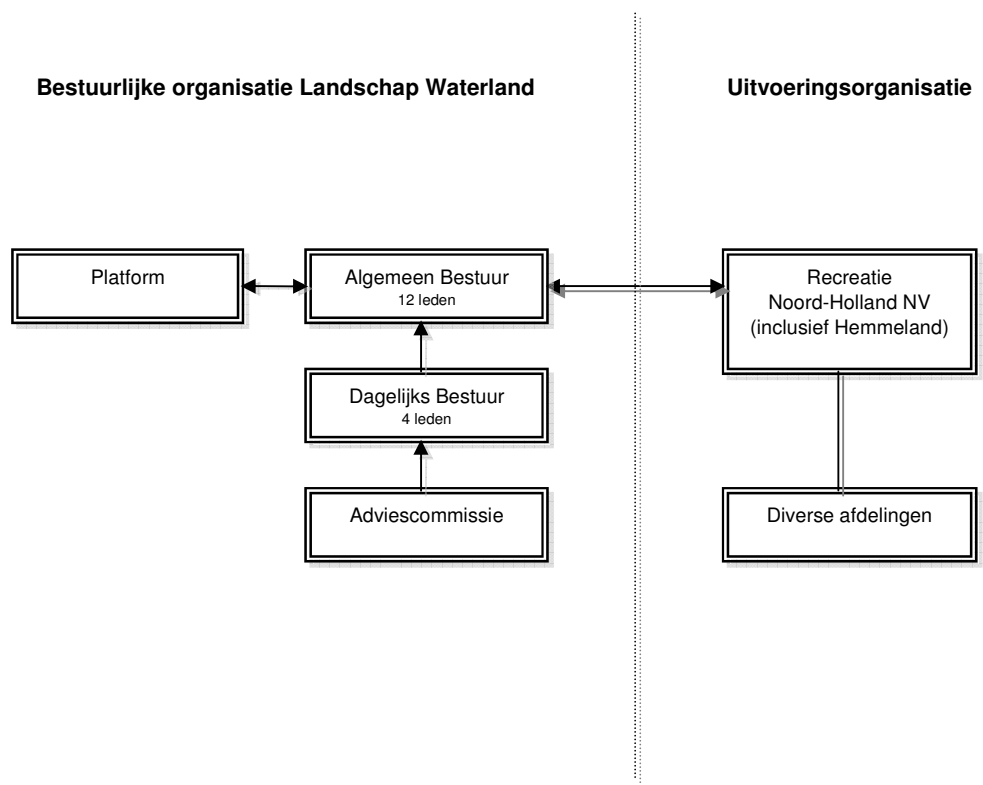 Bestuurlijke organisatie Landschap Waterland
Uitvoeringsorganisatie
Platform
Algemeen Bestuur
12 leden
Recreatie
Noord-Holland NV
(inclusief Hemmeland)
Dagelijks Bestuur
4 leden
Adviescommissie
Diverse afdelingen